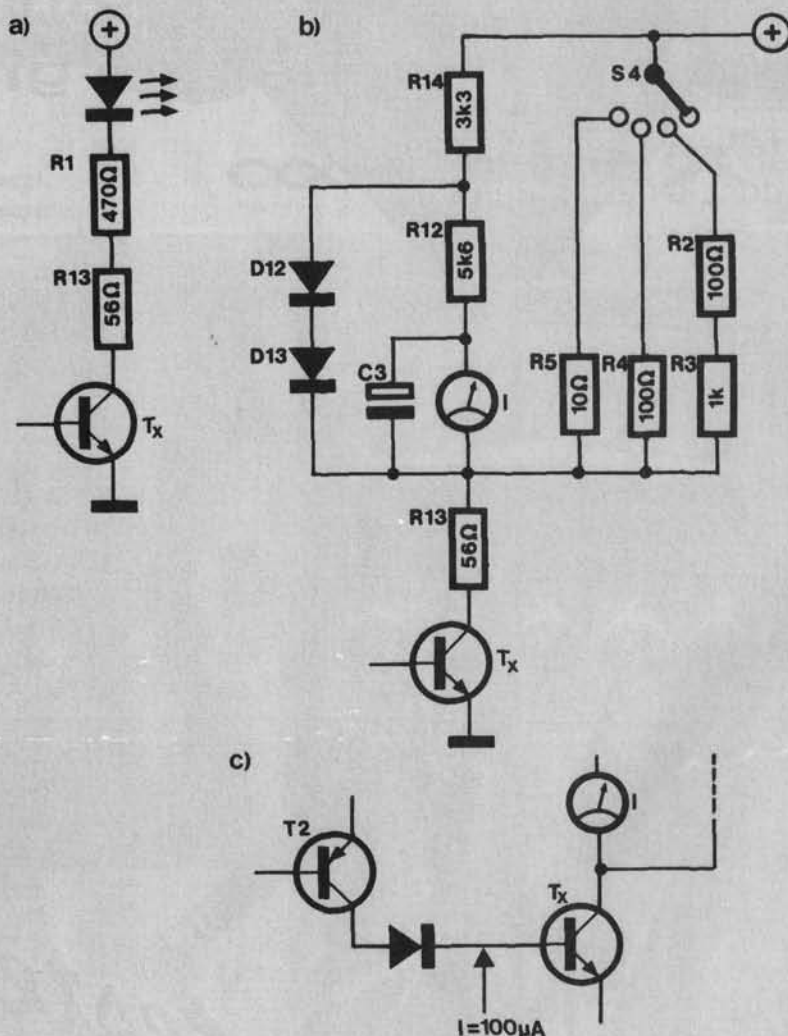 a)
+
R1
470Ω
R13
56Ω
Tx
b)
+
S4
R14
3k3
R12
5k6
D12
D13
C3
I
R5
10Ω
R4
100Ω
R2
100Ω
R3
1k
R13
56Ω
Tx
c)
T2
I
Tx
I=100μA